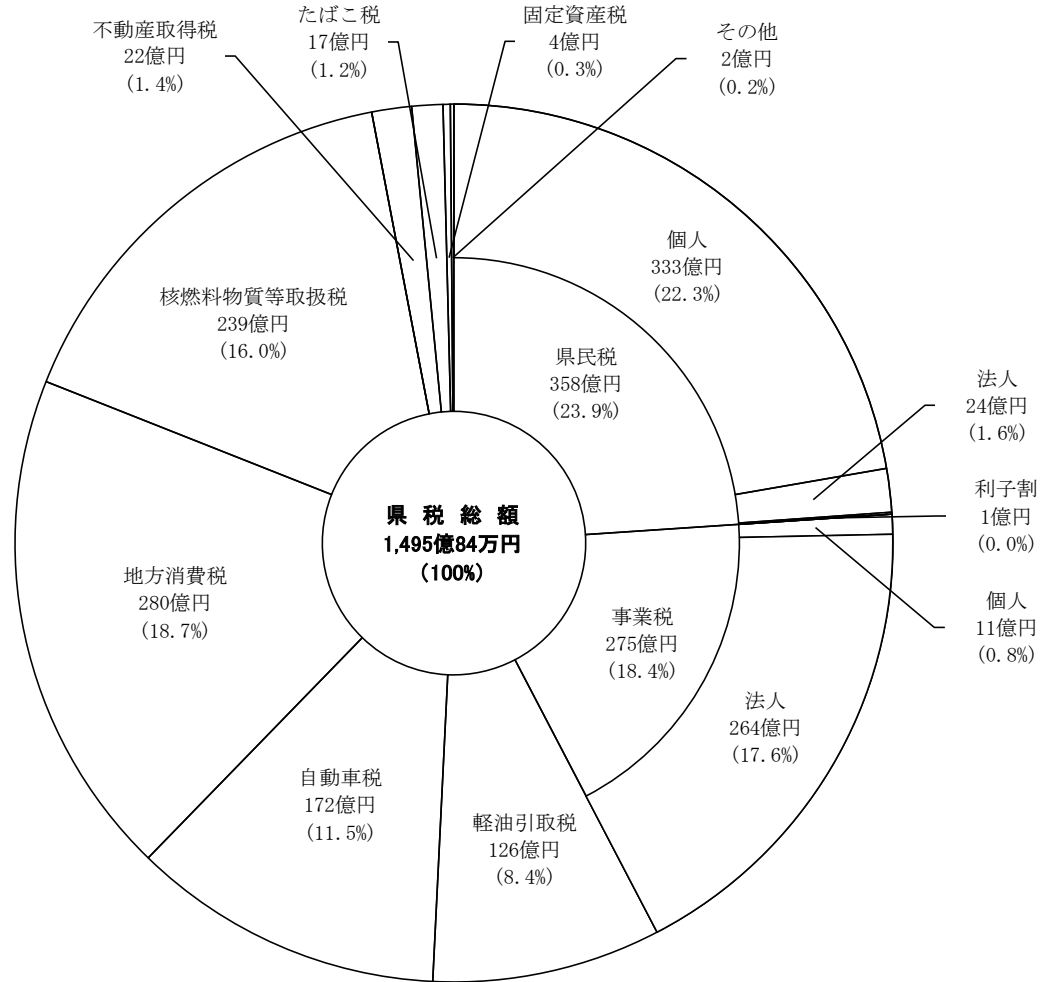 不動産取得税
22億円
(1.4%)
たばこ税
17億円
(1.2%)
固定資産税
4億円
(0.3%)
その他
2億円
(0.2%)
個人
333億円
(22.3%)
核燃料物質等取扱税
239億円
(16.0%)
県民税
358億円
(23.9%)
法人
24億円
(1.6%)
利子割
1億円
(0.0%)
県 税 総 額
1,495億84万円
(100%)
地方消費税
280億円
(18.7%)
個人
11億円
(0.8%)
事業税
275億円
(18.4%)
法人
264億円
(17.6%)
自動車税
172億円
(11.5%)
軽油引取税
126億円
(8.4%)